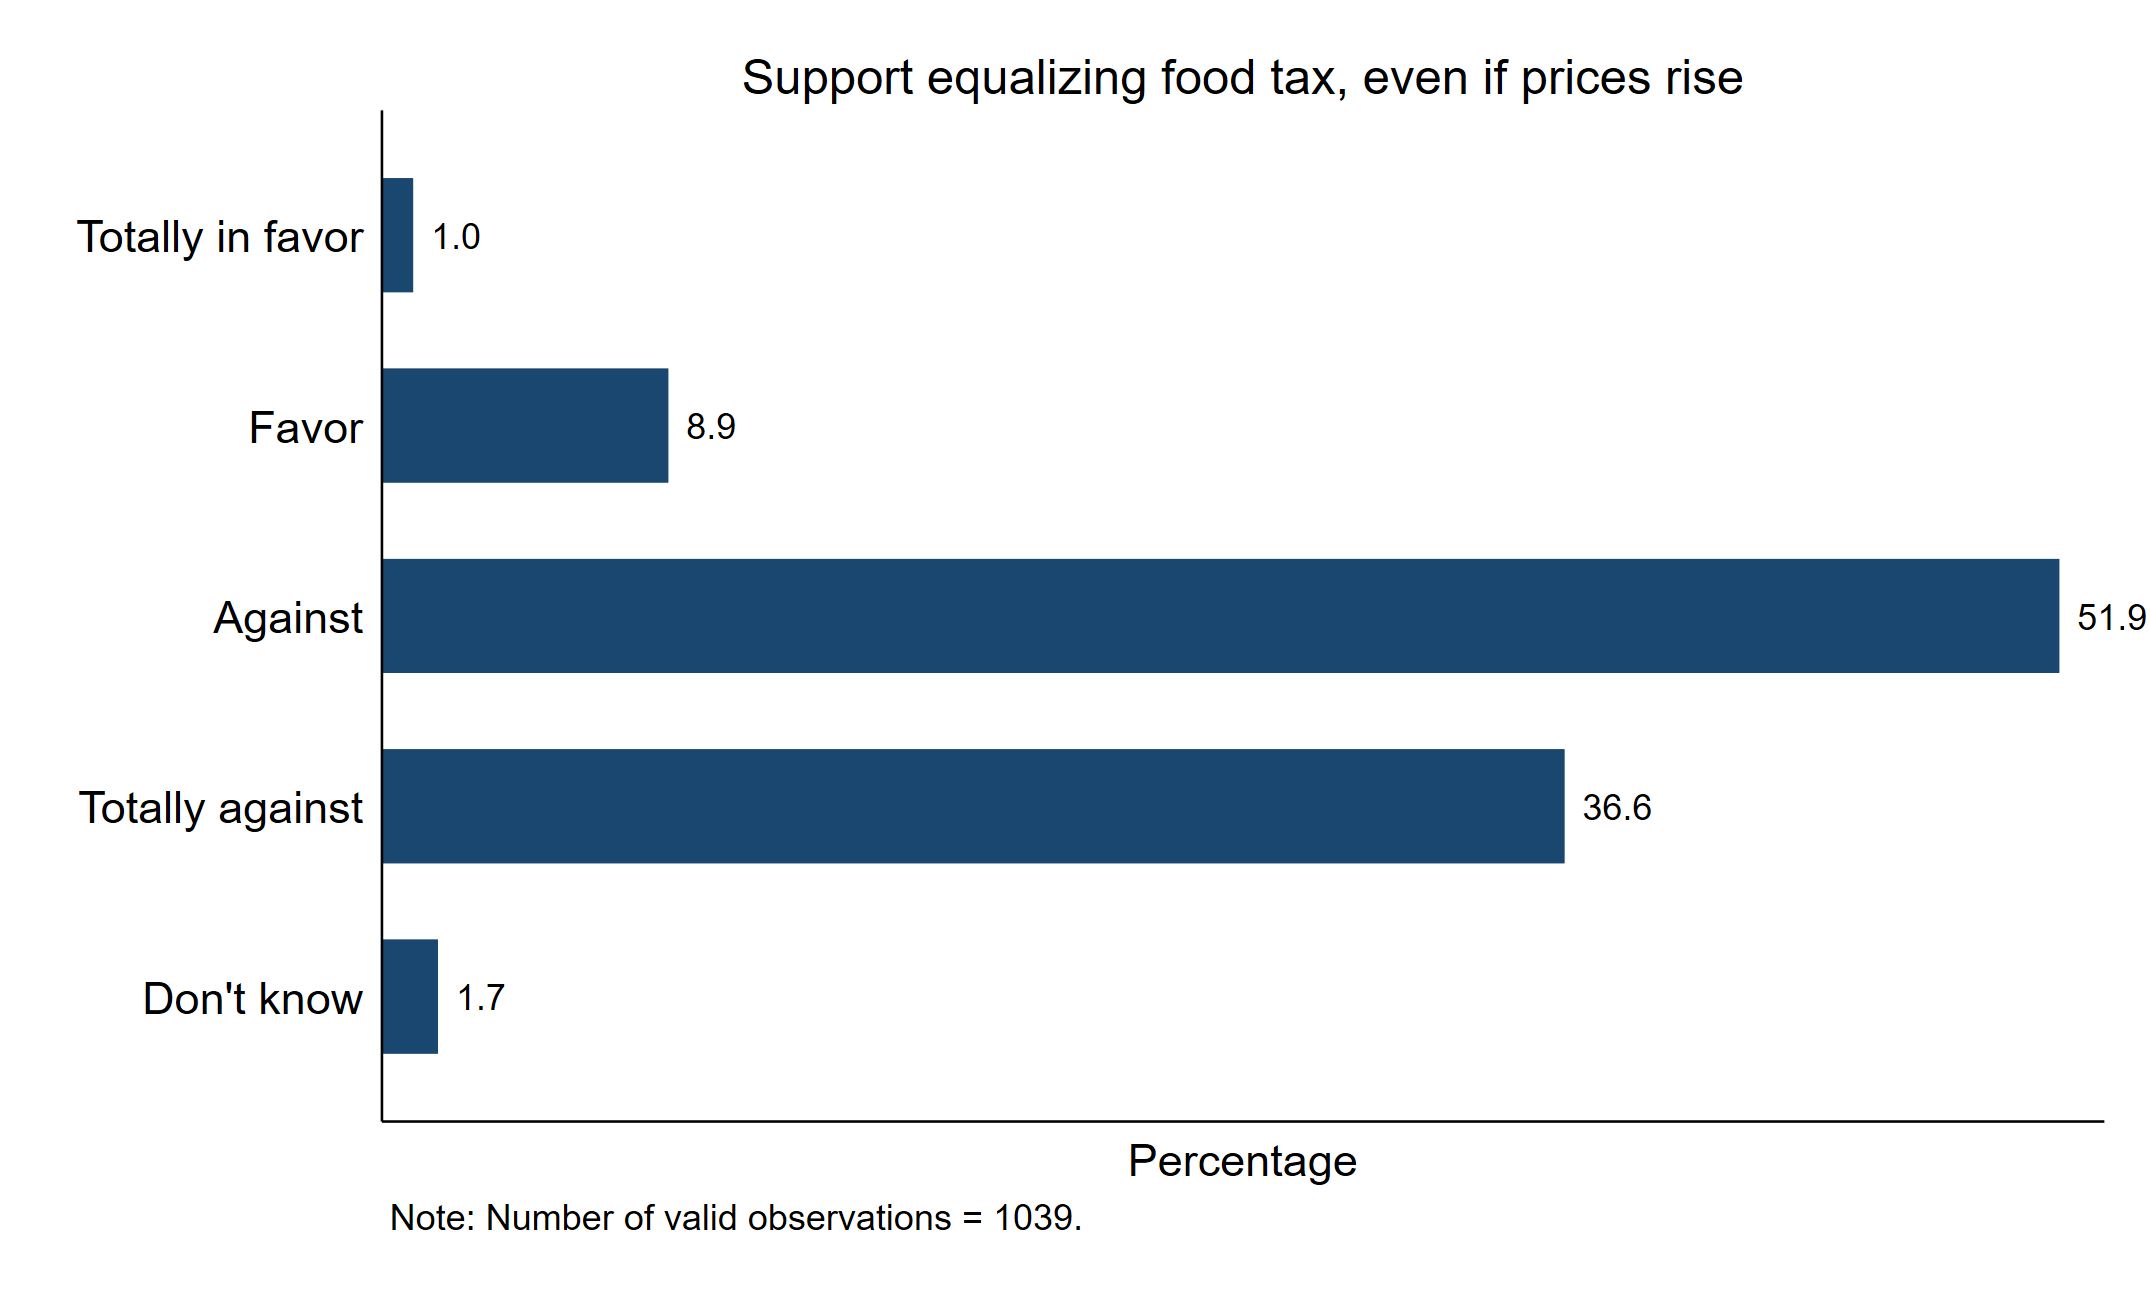 Support equalizing food tax, even if prices rise
Totally in favor 1.0
Favor 8.9
Against 51.9
Totally against 36.6
Don't know 1.7
Percentage
Note: Number of valid observations = 1039.